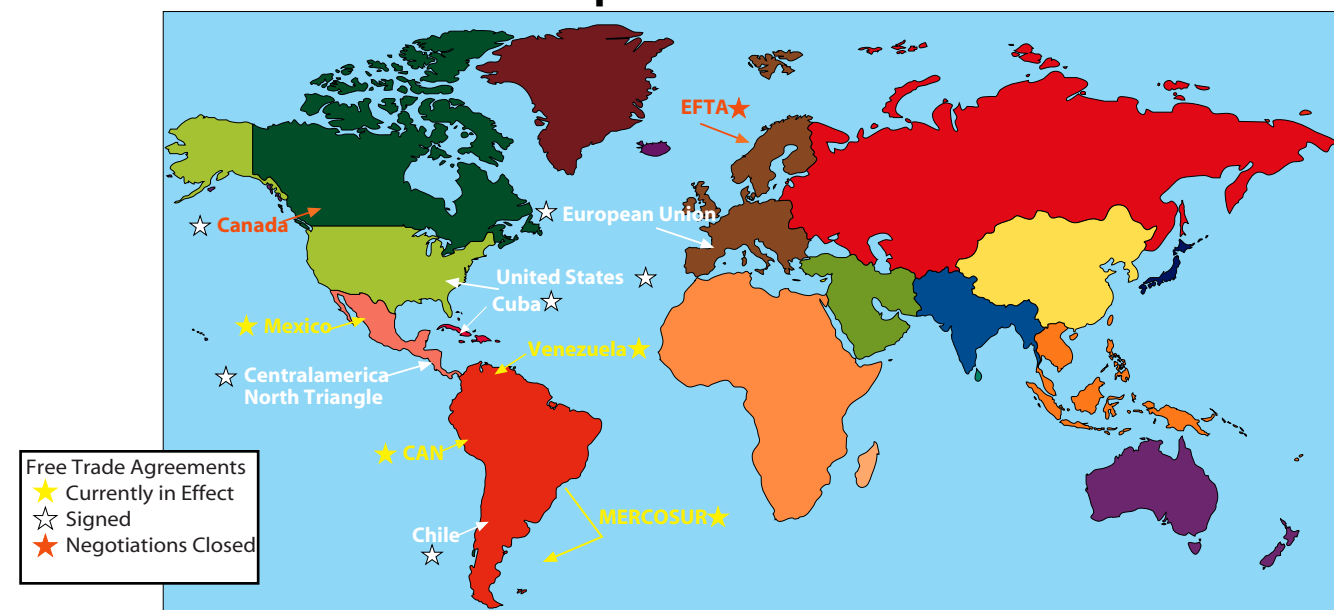 EFTA
Canada
European Union
United States
Cuba
Mexico
Venezuela
Centralamerica
North Triangle
CAN
MERCOSUR
Chile
Free Trade Agreements
Currently in Effect
Signed
Negotiations Closed